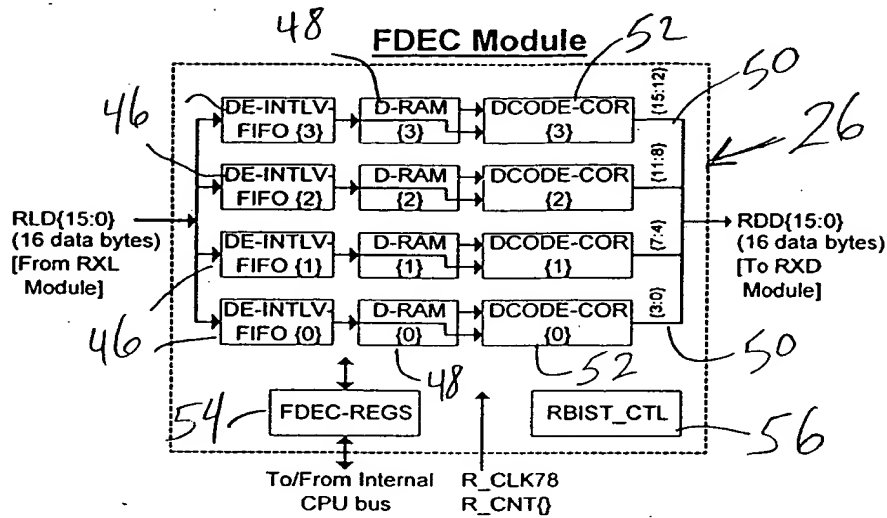 48
FDEC Module
52
46
DE-INTLV-
FIFO {3}
D-RAM
{3}
DCODE-COR
{3}
{15:12}
50
26
46
DE-INTLV-
FIFO {2}
D-RAM
{2}
DCODE-COR
{2}
{11:8}
RLD{15:0}
(16 data bytes)
[From RXL
Module]
RDD{15:0}
(16 data bytes)
[To RXD
Module]
DE-INTLV-
FIFO {1}
D-RAM
{1}
DCODE-COR
{1}
{7:4}
46
DE-INTLV-
FIFO {0}
D-RAM
{0}
DCODE-COR
{0}
{3:0}
50
48
52
54
FDEC-REGS
RBIST_CTL
56
To/From Internal
CPU bus
R_CLK78
R_CNT{}